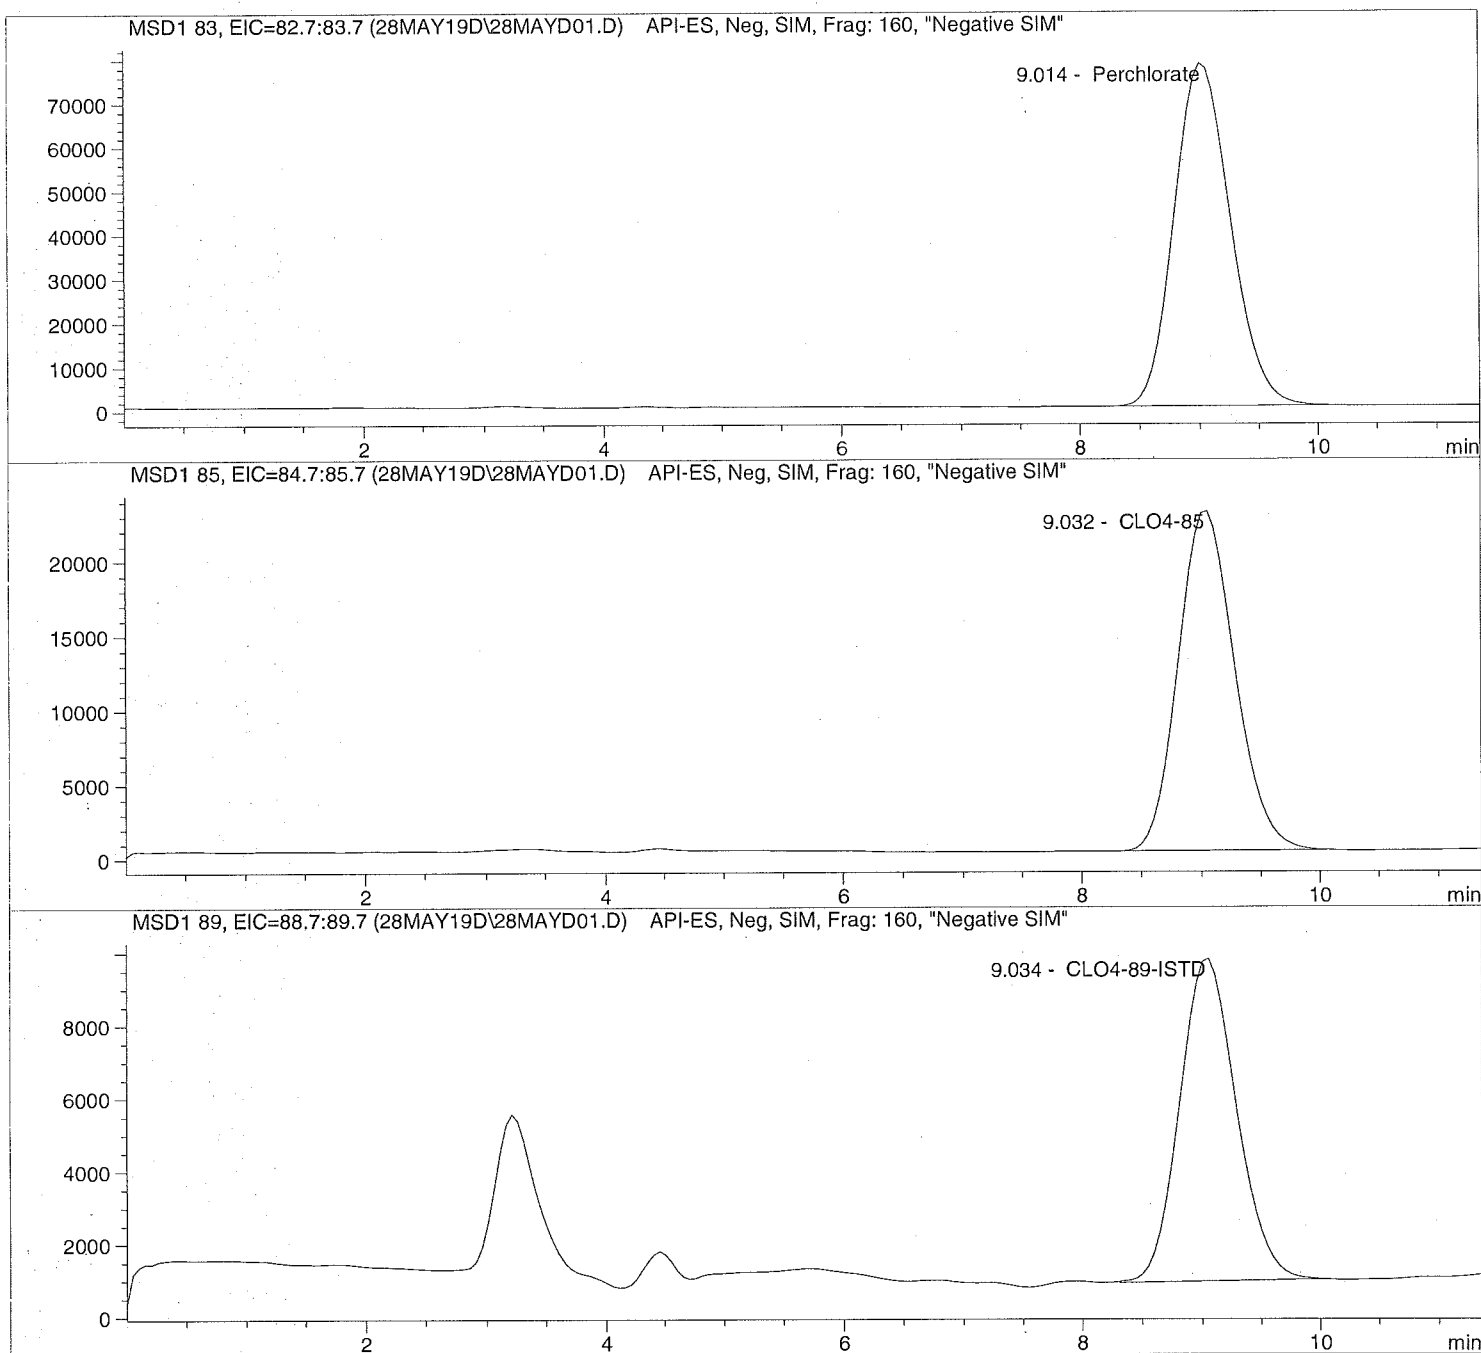 MSD1 83, EIC=82.7:83.7 (28MAY19D\28MAYD01.D) API-ES, Neg, SIM, Frag: 160, "Negative SIM"
9.014 - Perchlorate
70000
60000
50000
40000
30000
20000
10000
0
2 4 6 8 10 min
MSD1 85, EIC=84.7:85.7 (28MAY19D\28MAYD01.D) API-ES, Neg, SIM, Frag: 160, "Negative SIM"
9.032 - CLO4-85
20000
15000
10000
5000
0
2 4 6 8 10 min
MSD1 89, EIC=88.7:89.7 (28MAY19D\28MAYD01.D) API-ES, Neg, SIM, Frag: 160, "Negative SIM"
9.034 - CLO4-89-ISTD
8000
6000
4000
2000
0
2 4 6 8 10 min